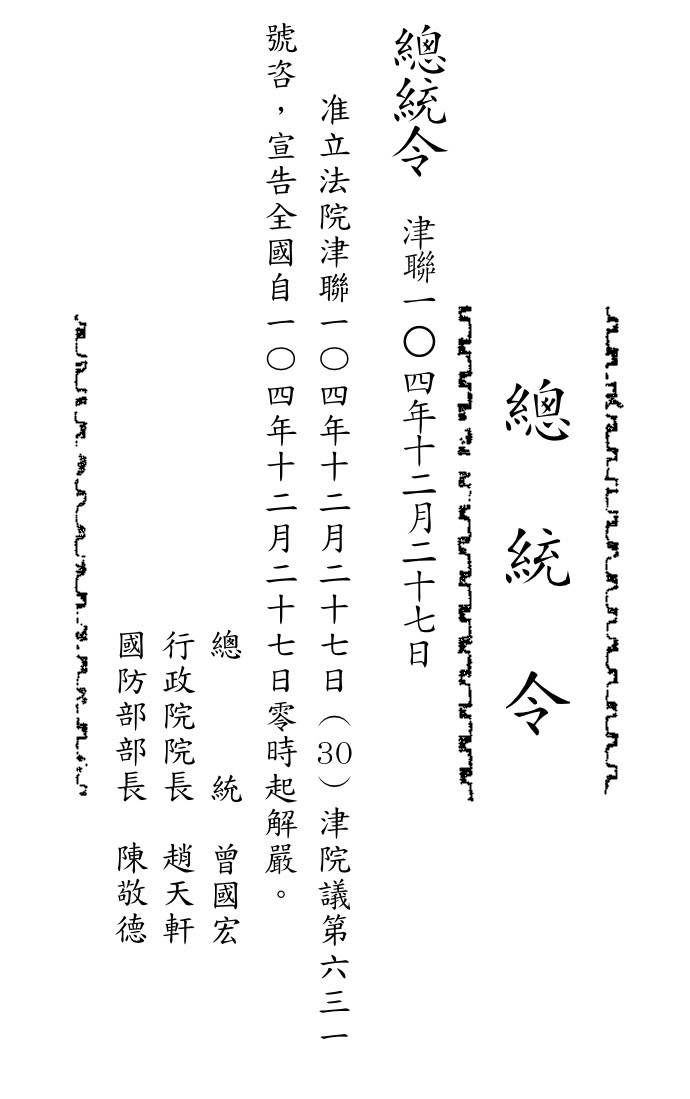 總統令
總統令 津聯一〇四年十二月二十七日
准立法院津聯一〇四年十二月二十七日（30）津院議第六三一
號咨，宣告全國自一〇四年十二月二十七日零時起解嚴。
總統 曾國宏
行政院院長 趙天軒
國防部部長 陳敬德